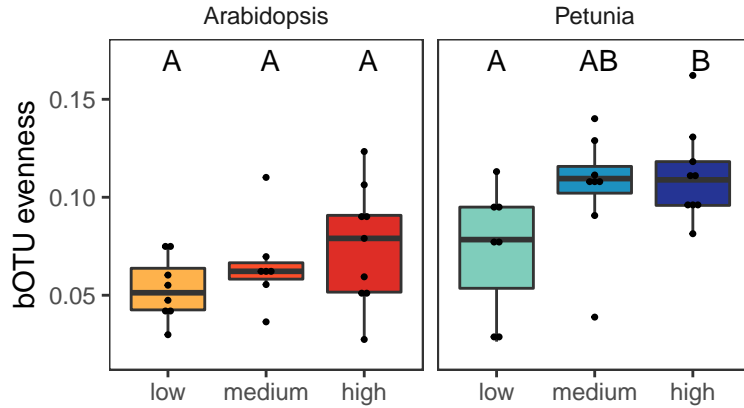 Arabidopsis
Petunia
A A A
A AB B
bOTU evenness
0.15
0.10
0.05
low medium high
low medium high